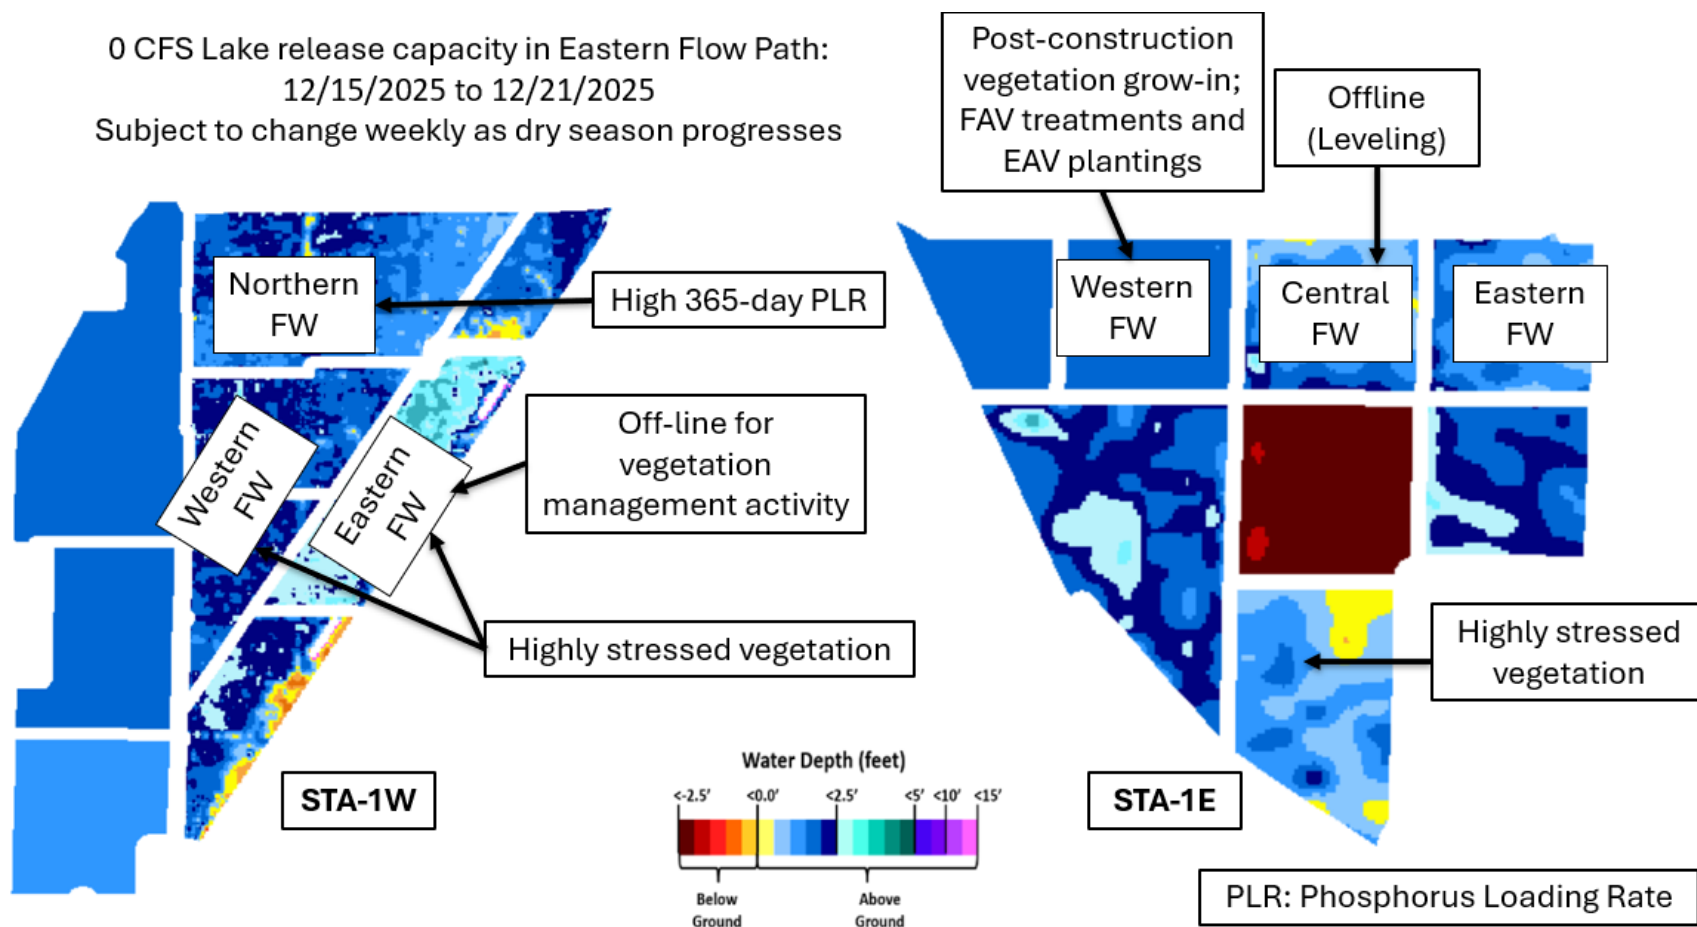 0 CFS Lake release capacity in Eastern Flow Path:
12/15/2025 to 12/21/2025
Subject to change weekly as dry season progresses
Post-construction
vegetation grow-in;
FAV treatments and
EAV plantings
Offline
(Leveling)
Northern
FW
High 365-day PLR
Western
FW
Central
FW
Eastern
FW
Western
FW
Eastern
FW
Off-line for
vegetation
management activity
Highly stressed vegetation
Highly stressed
vegetation
STA-1W
Water Depth (feet)
<-2.5' <0.0' <2.5' <5' <10' <15'
Below
Ground
Above
Ground
STA-1E
PLR: Phosphorus Loading Rate